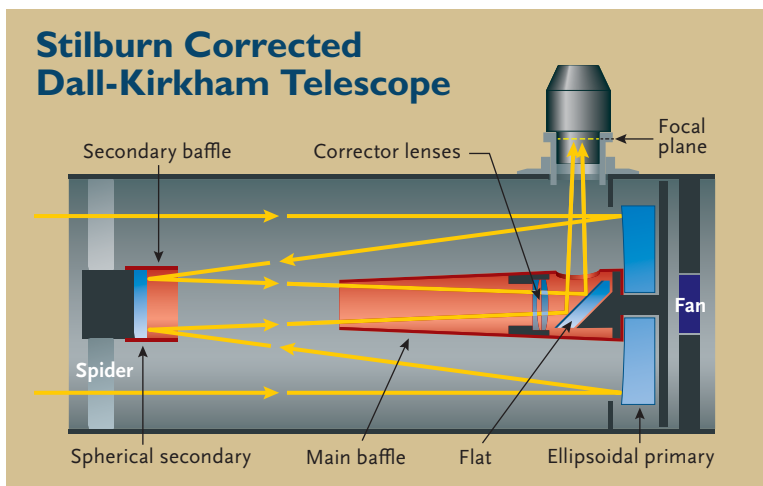 Stilburn Corrected
Dall-Kirkham Telescope
Focal
plane
Secondary baffle
Corrector lenses
Fan
Spider
Spherical secondary
Main baffle
Flat
Ellipsoidal primary